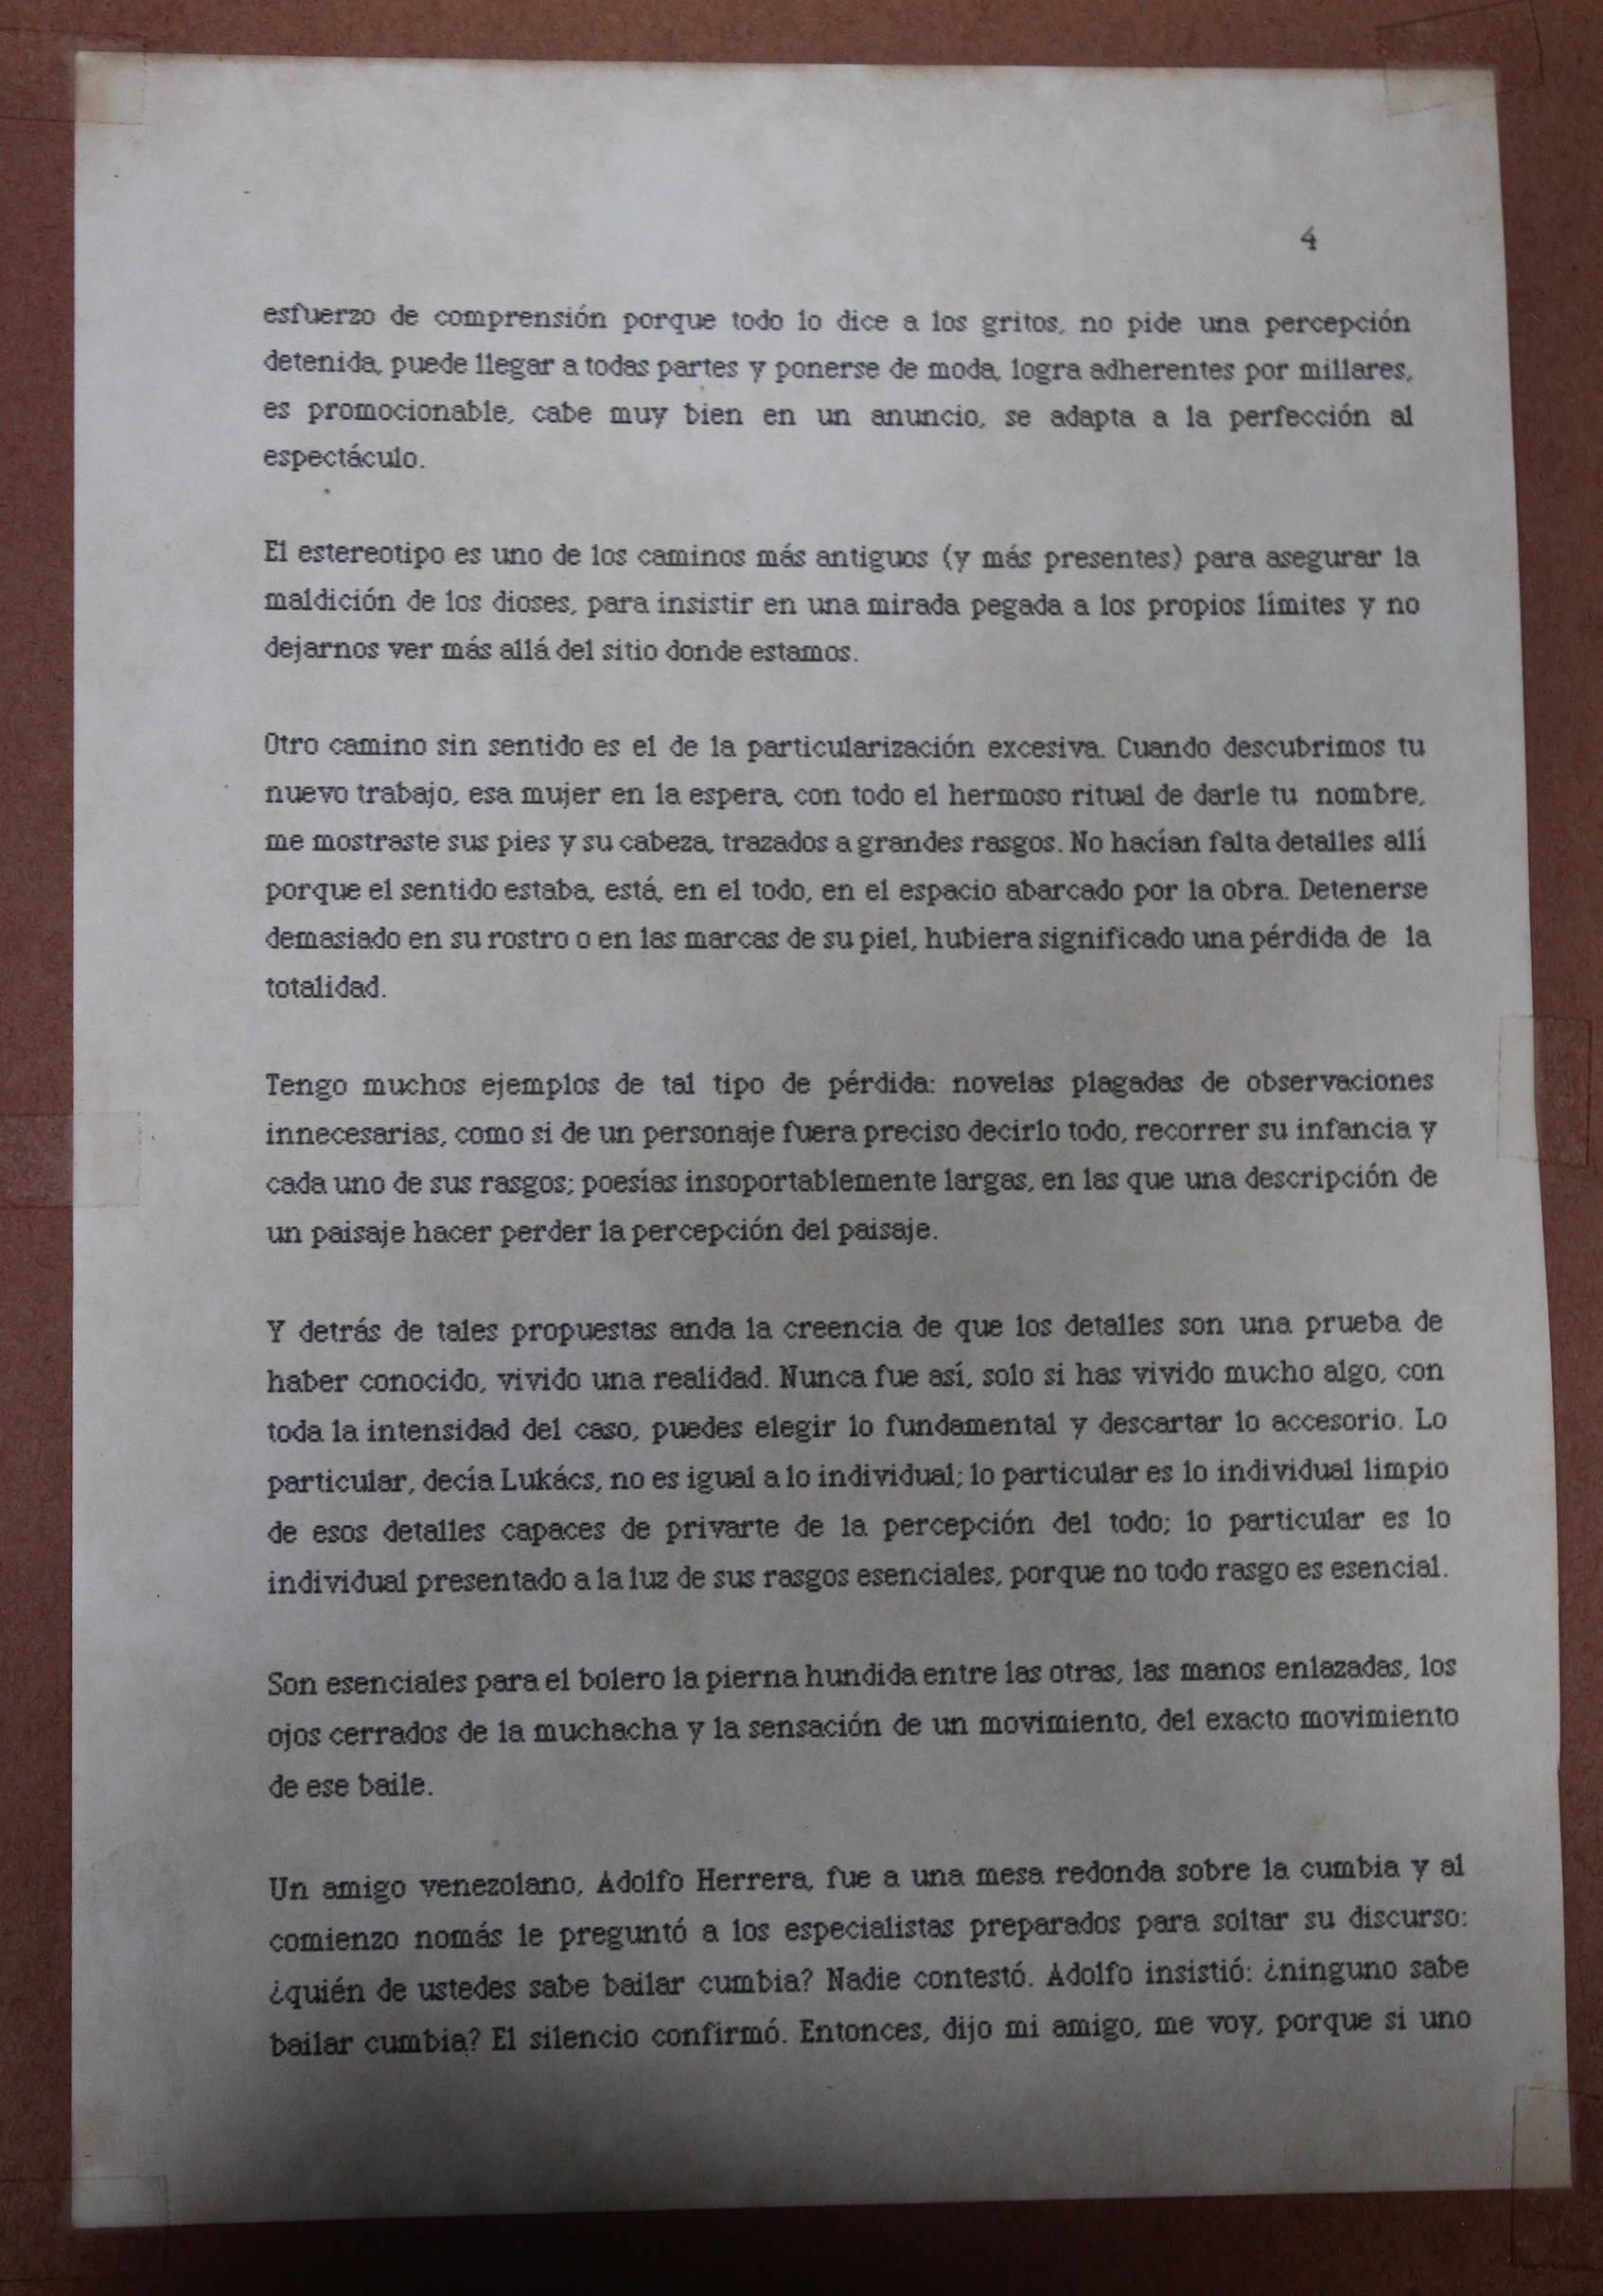 4
esfuerzo de comprensión porque todo lo dice a los gritos, no pide una percepción
detenida, puede llegar a todas partes y ponerse de moda, logra adherentes por millares,
es promocionable, cabe muy bien en un anuncio, se adapta a la perfección al
espectáculo.
El estereotipo es uno de los caminos más antiguos (y más presentes) para asegurar la
maldición de los dioses, para insistir en una mirada pegada a los propios límites y no
dejarnos ver más allá del sitio donde estamos.
Otro camino sin sentido es el de la particularización excesiva. Cuando descubrimos tu
nuevo trabajo, esa mujer en la espera, con todo el hermoso ritual de darle tu nombre,
me mostraste sus pies y su cabeza, trazados a grandes rasgos. No hacían falta detalles allí
porque el sentido estaba, está, en el todo, en el espacio abarcado por la obra. Detenerse
demasiado en su rostro o en las marcas de su piel, hubiera significado una pérdida de la
totalidad.
Tengo muchos ejemplos de tal tipo de pérdida: novelas plagadas de observaciones
innecesarias, como si de un personaje fuera preciso decirlo todo, recorrer su infancia y
cada uno de sus rasgos; poesías insoportablemente largas, en las que una descripción de
un paisaje hacer perder la percepción del paisaje.
Y detrás de tales propuestas anda la creencia de que los detalles son una prueba de
haber conocido, vivido una realidad. Nunca fue así, solo si has vivido mucho algo, con
toda la intensidad del caso, puedes elegir lo fundamental y descartar lo accesorio. Lo
particular, decía Lukács, no es igual a lo individual; lo particular es lo individual limpio
de esos detalles capaces de privarte de la percepción del todo; lo particular es lo
individual presentado a la luz de sus rasgos esenciales, porque no todo rasgo es esencial.
Son esenciales para el bolero la pierna hundida entre las otras, las manos enlazadas, los
ojos cerrados de la muchacha y la sensación de un movimiento, del exacto movimiento
de ese baile.
Un amigo venezolano, Adolfo Herrera, fue a una mesa redonda sobre la cumbia y al
comienzo nomás le preguntó a los especialistas preparados para soltar su discurso:
¿quién de ustedes sabe bailar cumbia? Nadie contestó. Adolfo insistió: ¿ninguno sabe
bailar cumbia? El silencio confirmó. Entonces, dijo mi amigo, me voy, porque si uno